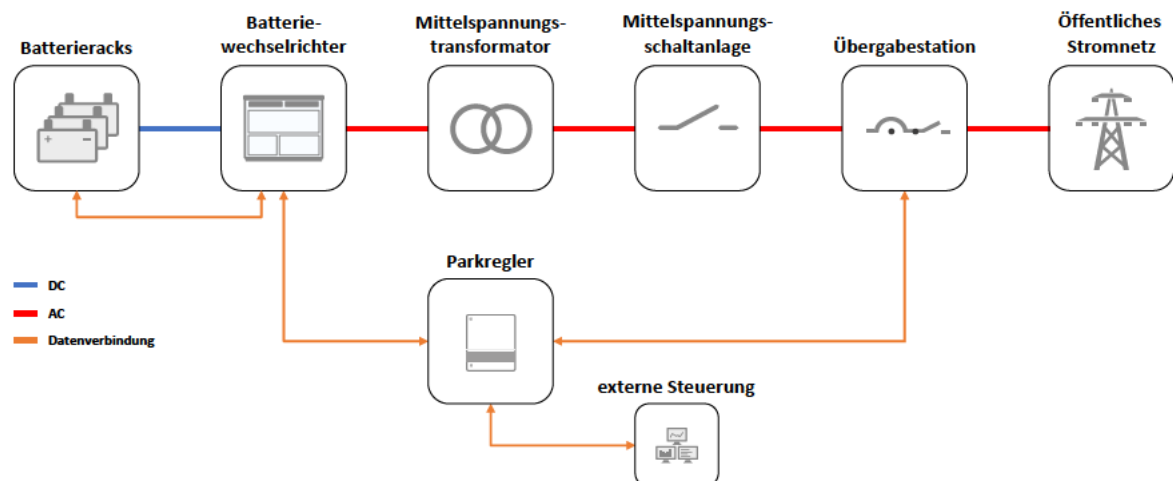 Batterieracks
Batterie-
wechselrichter
Mittelspannungs-
transformator
Mittelspannungs-
schaltanlage
Übergabestation
Öffentliches
Stromnetz
+ −
Parkregler
DC
AC
Datenverbindung
externe Steuerung